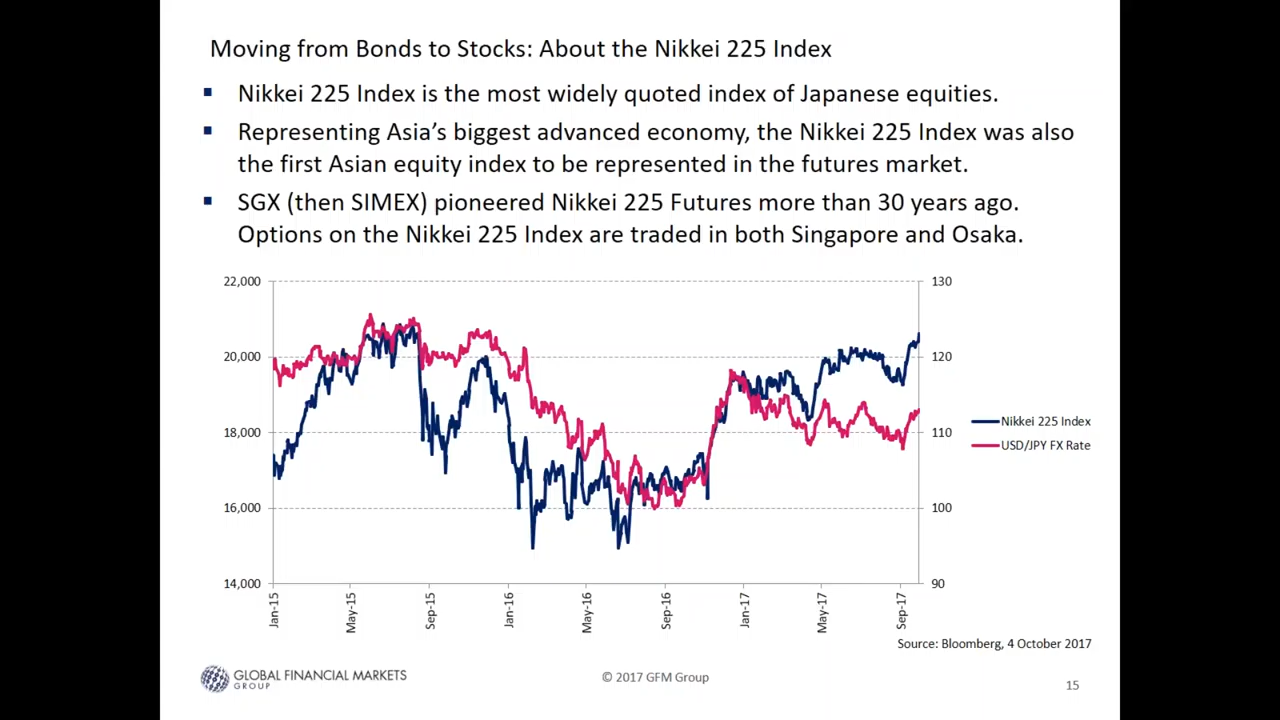 Moving from Bonds to Stocks: About the Nikkei 225 Index
▪ Nikkei 225 Index is the most widely quoted index of Japanese equities.
▪ Representing Asia's biggest advanced economy, the Nikkei 225 Index was also
the first Asian equity index to be represented in the futures market.
▪ SGX (then SIMEX) pioneered Nikkei 225 Futures more than 30 years ago.
Options on the Nikkei 225 Index are traded in both Singapore and Osaka.
22,000
20,000
18,000
16,000
14,000
130
120
110
100
90
Nikkei 225 Index
USD/JPY FX Rate
Jan-15
May-15
Sep-15
Jan-16
May-16
Sep-16
Jan-17
May-17
Sep-17
Source: Bloomberg, 4 October 2017
GLOBAL FINANCIAL MARKETS
GROUP
© 2017 GFM Group
15